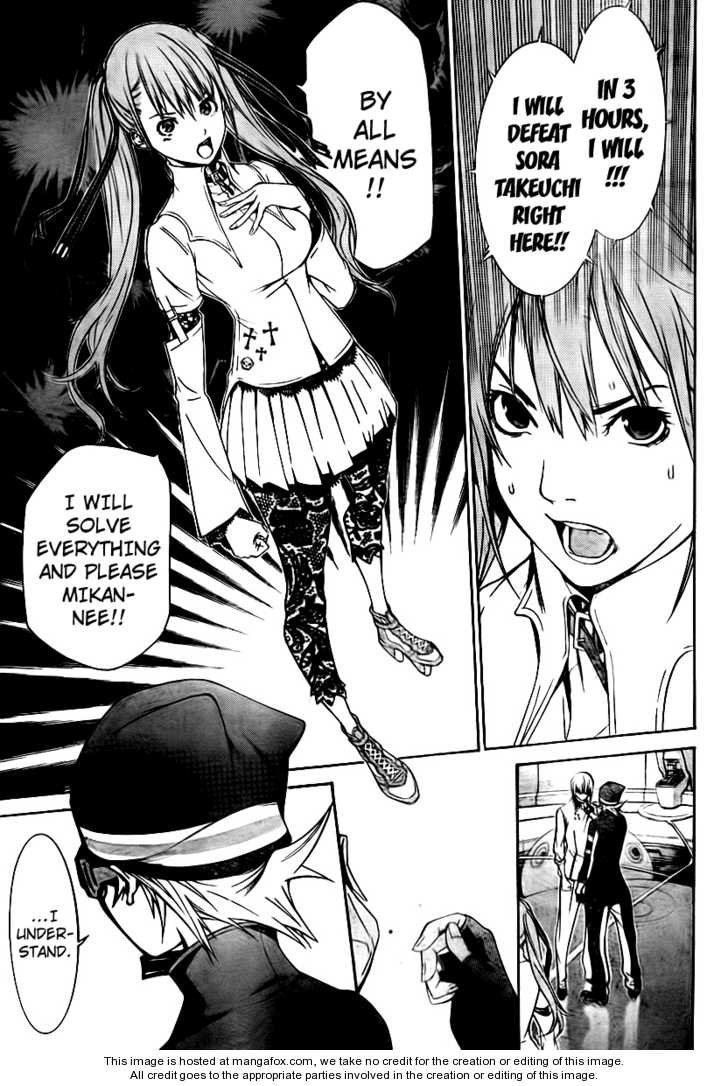 IN 3
HOURS,
I WILL
!!!
I WILL
DEFEAT
SORA
TAKEUCHI
RIGHT
HERE!!
BY
ALL
MEANS
!!
I WILL
SOLVE
EVERYTHING
AND PLEASE
MIKAN-
NEE!!
...I
UNDER-
STAND.
This image is hosted at mangafox.com, we take no credit for the creation or editing of this image.
All credit goes to the appropriate parties involved in the creation or editing of this image.